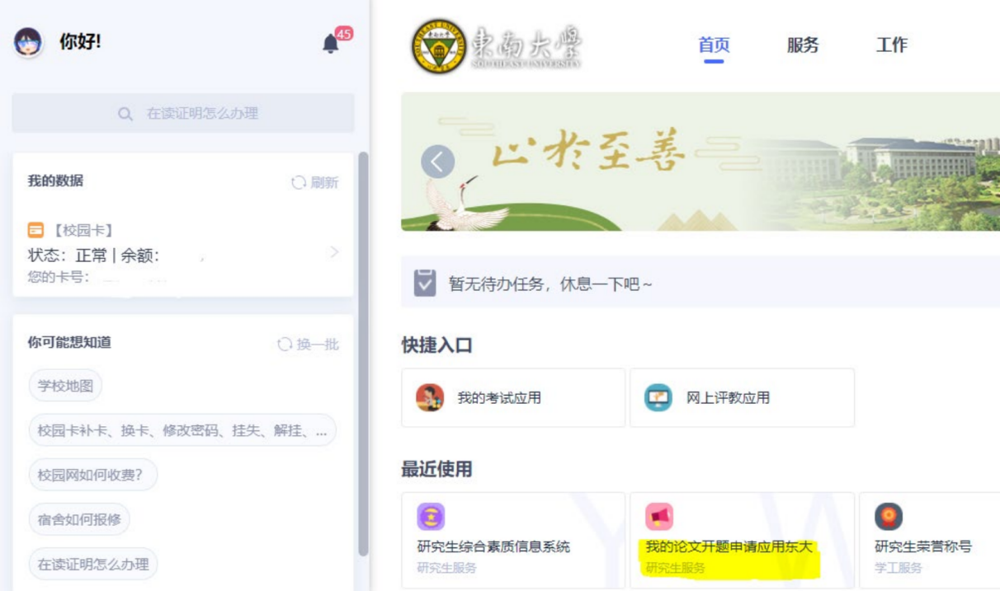 你好!
45
在读证明怎么办理
我的数据
刷新
【校园卡】
状态：正常 | 余额：
您的卡号：
你可能想知道
换一批
学校地图
校园卡补卡、换卡、修改密码、挂失、解挂、...
校园网如何收费？
宿舍如何报修
在读证明怎么办理
東南大學
SOUTHEAST UNIVERSITY
首页
服务
工作
止於至善
暂无待办任务，休息一下吧~
快捷入口
我的考试应用
网上评教应用
最近使用
研究生综合素质信息系统
研究生服务
我的论文开题申请应用东大
研究生服务
研究生荣誉称号
学工服务